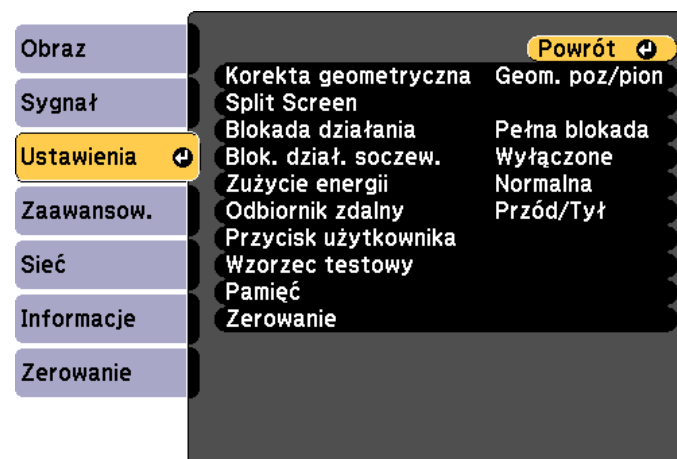 Obraz
Sygnał
Ustawienia
Zaawansow.
Sieć
Informacje
Zerowanie
Powrót
Korekta geometryczna Geom. poz/pion
Split Screen
Blokada działania Pełna blokada
Blok. dział. soczew. Wyłączone
Zużycie energii Normalna
Odbiornik zdalny Przód/Tył
Przycisk użytkownika
Wzorzec testowy
Pamięć
Zerowanie